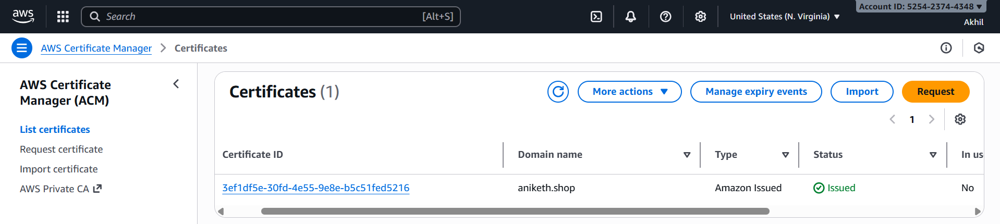 aws
Search [Alt+S]
United States (N. Virginia)
Account ID: 5254-2374-4348
Akhil
AWS Certificate Manager > Certificates
AWS Certificate
Manager (ACM)
List certificates
Request certificate
Import certificate
AWS Private CA
Certificates (1)
More actions
Manage expiry events
Import
Request
1
Certificate ID Domain name Type Status In us
3ef1df5e-30fd-4e55-9e8e-b5c51fed5216 aniketh.shop Amazon Issued Issued No